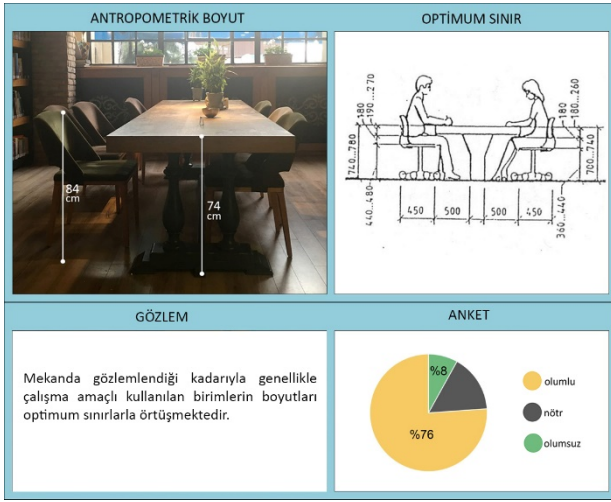 ANTROPOMETRİK BOYUT
OPTİMUM SINIR
84
cm
74
cm
180
190...270
740...780
440...480
450
500
500
450
180
180...260
700...740
360...440
GÖZLEM
ANKET
Mekanda gözlemlendiği kadarıyla genellikle
çalışma amaçlı kullanılan birimlerin boyutları
optimum sınırlarla örtüşmektedir.
%8
%76
olumlu
nötr
olumsuz